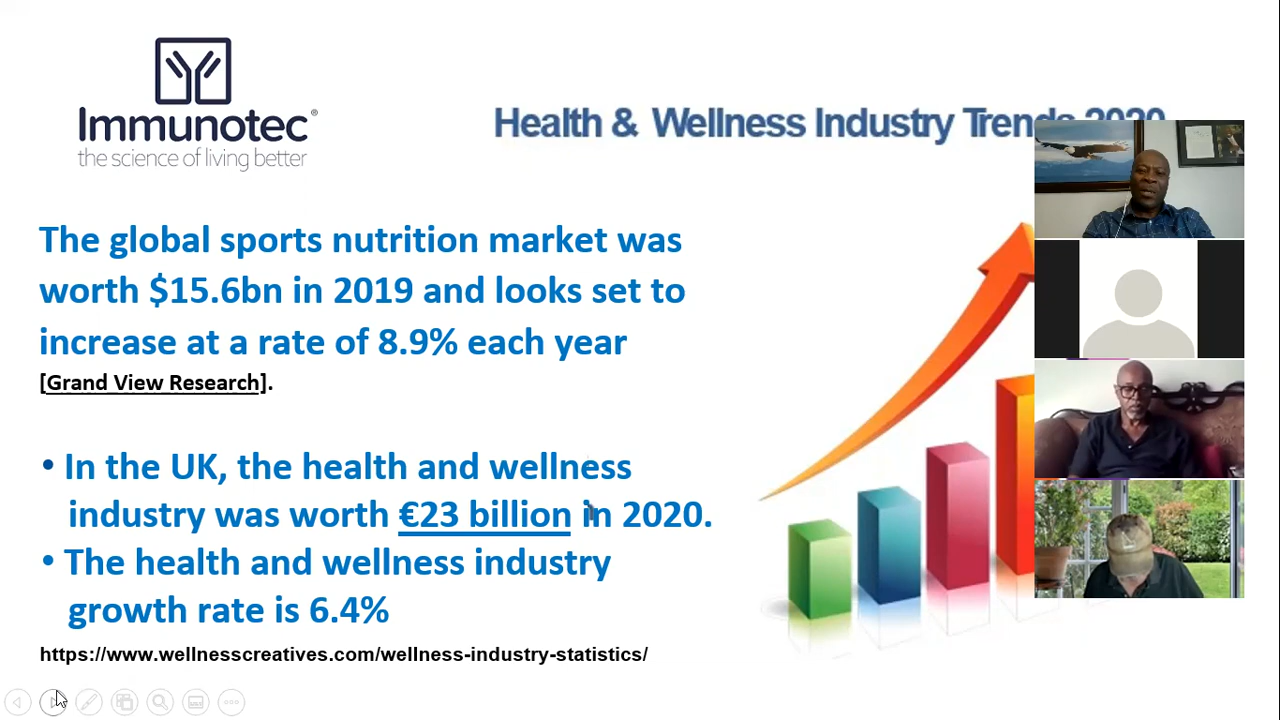 Immunotec®
the science of living better
Health & Wellness Industry Trends 2020
The global sports nutrition market was
worth $15.6bn in 2019 and looks set to
increase at a rate of 8.9% each year
[Grand View Research].
• In the UK, the health and wellness
industry was worth €23 billion in 2020.
• The health and wellness industry
growth rate is 6.4%
https://www.wellnesscreatives.com/wellness-industry-statistics/